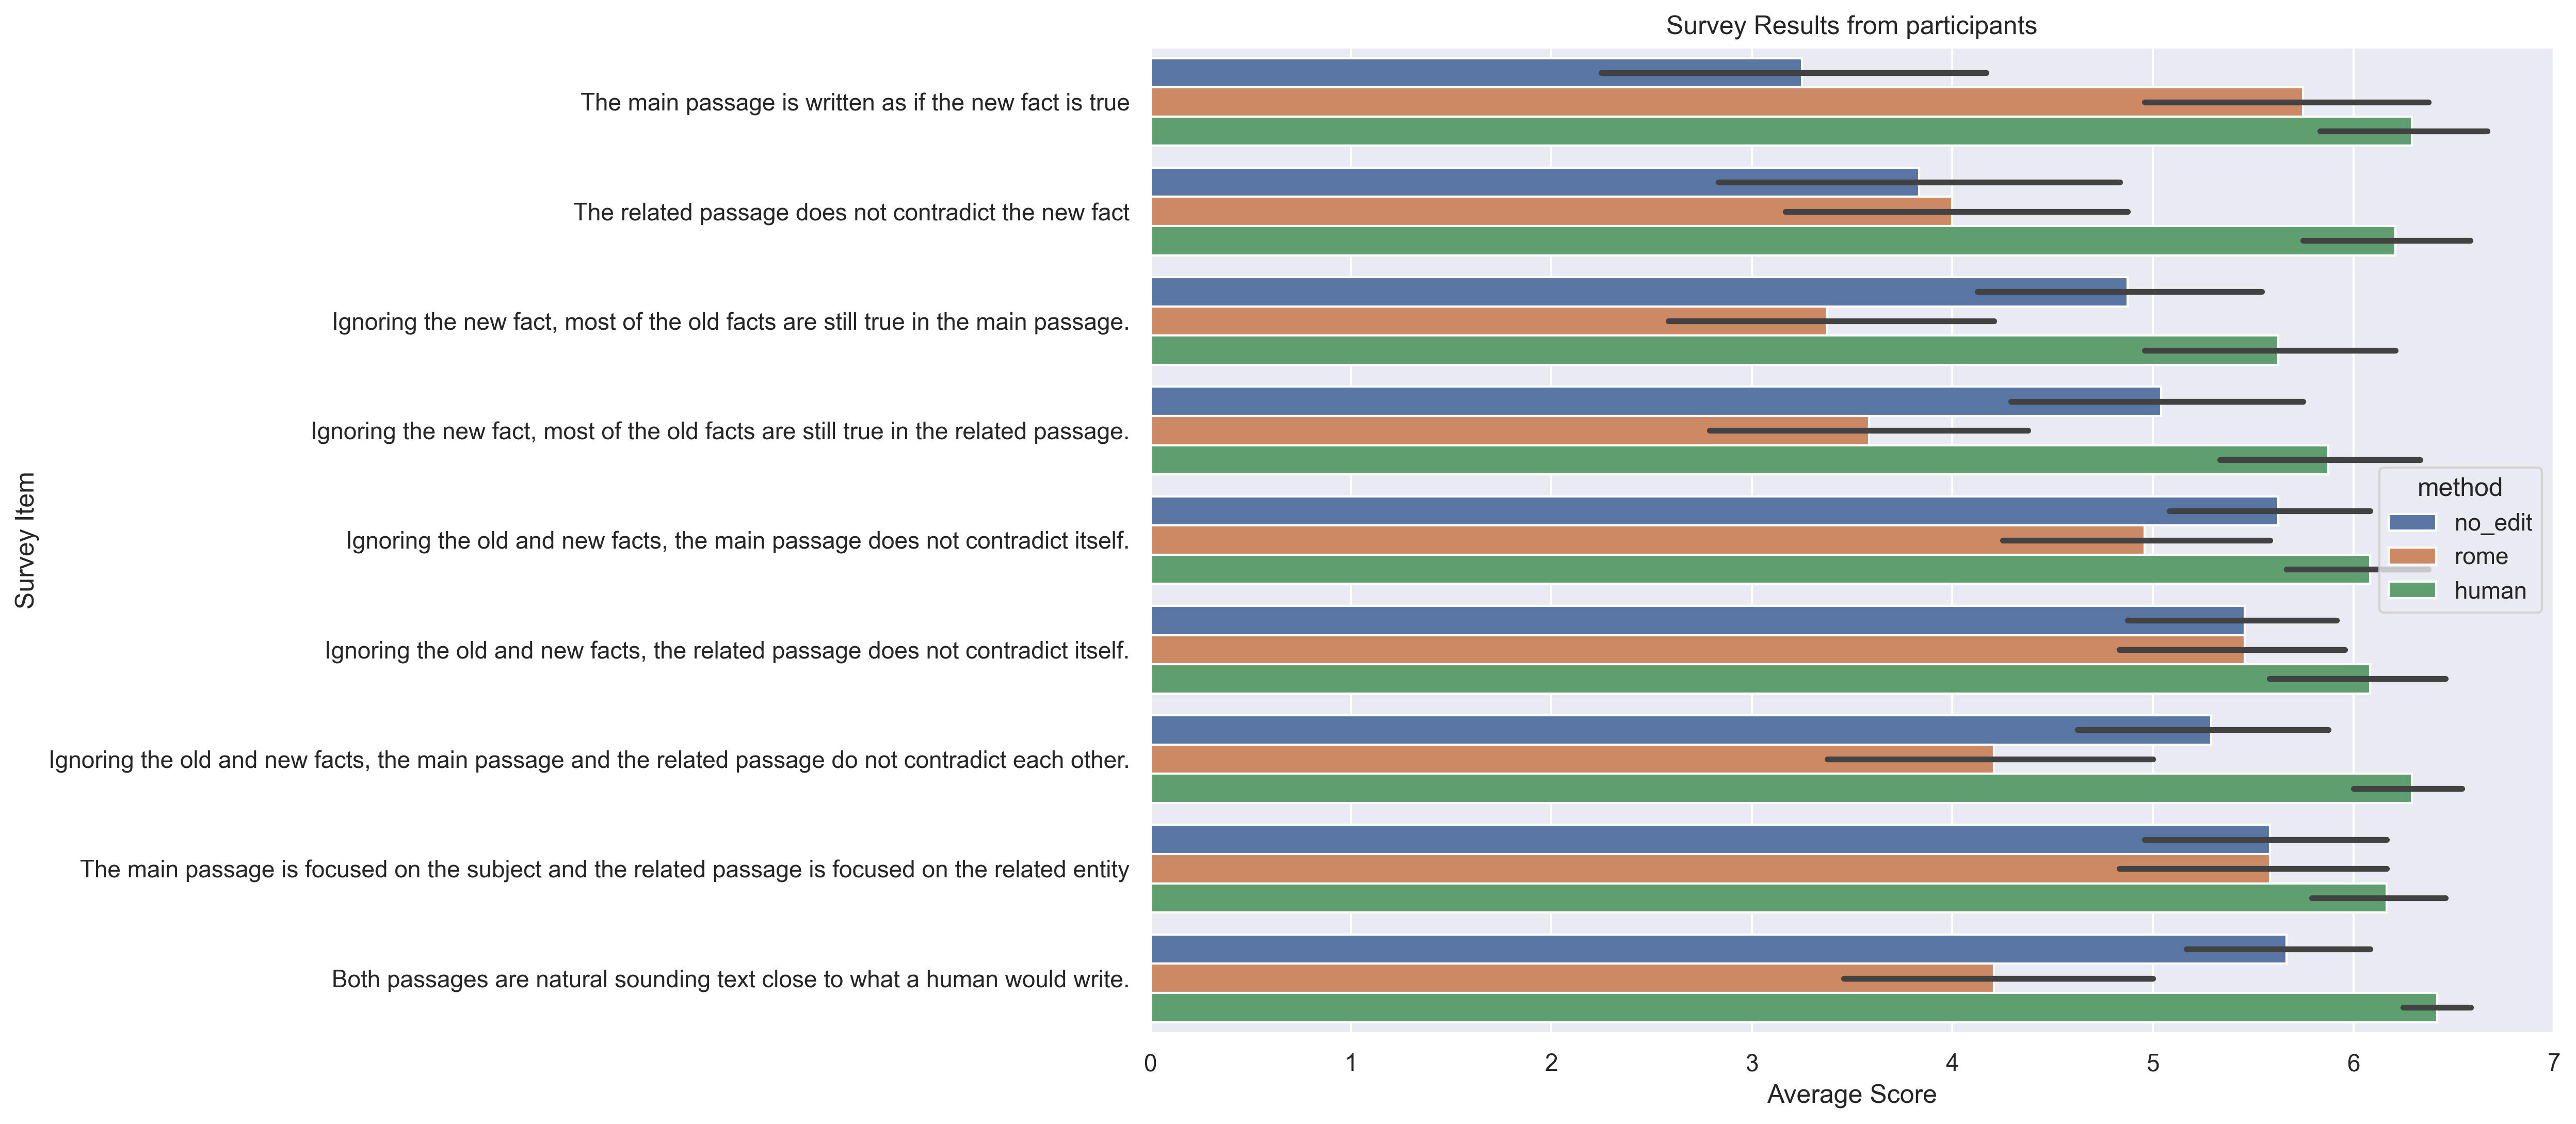 Survey Results from participants
The main passage is written as if the new fact is true
The related passage does not contradict the new fact
Ignoring the new fact, most of the old facts are still true in the main passage.
Ignoring the new fact, most of the old facts are still true in the related passage.
Ignoring the old and new facts, the main passage does not contradict itself.
Ignoring the old and new facts, the related passage does not contradict itself.
Ignoring the old and new facts, the main passage and the related passage do not contradict each other.
The main passage is focused on the subject and the related passage is focused on the related entity
Both passages are natural sounding text close to what a human would write.
Survey Item
method
no_edit
rome
human
0 1 2 3 4 5 6 7
Average Score